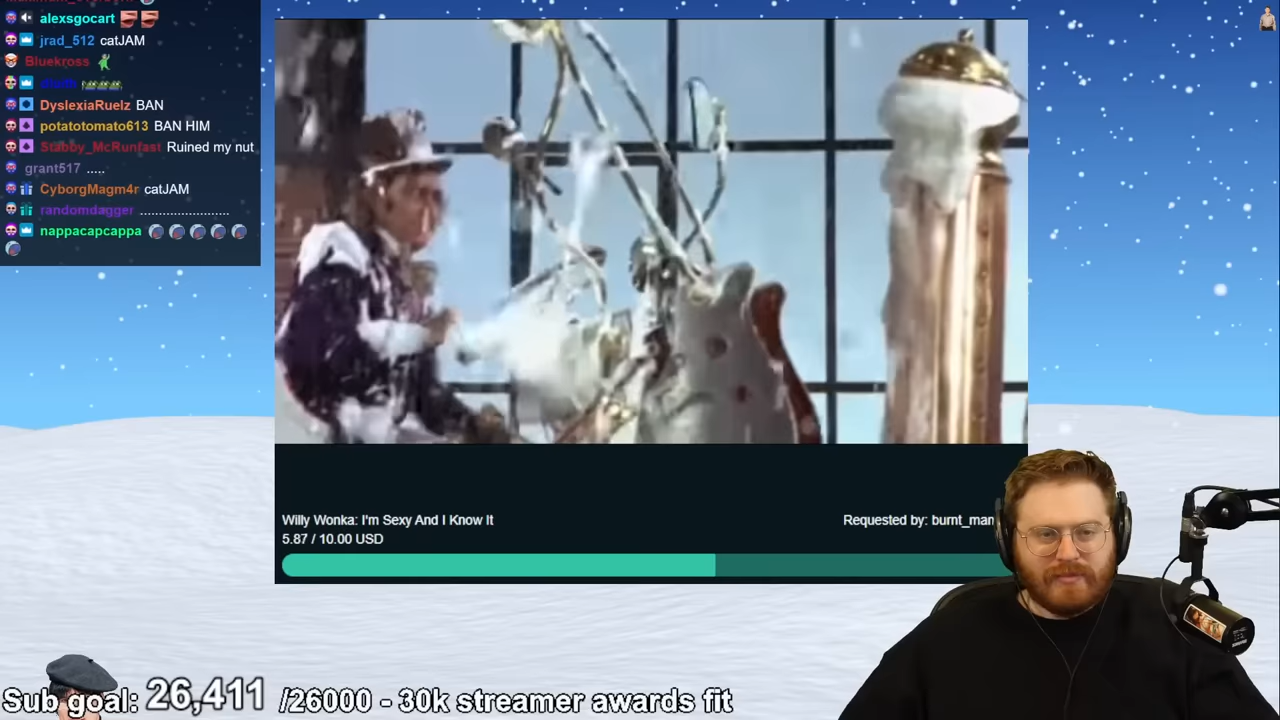 alexsgocart
jrad_512 catJAM
Bluekross
DyslexiaRuelz BAN
potatotomato613 BAN HIM
Stabby_McRunfast Ruined my nut
grant517 .....
CyborgMagm4r catJAM
randomdagger ........................
nappacapcappa
Willy Wonka: I'm Sexy And I Know It
Requested by: burnt_man
5.87 / 10.00 USD
Sub goal: 26,411 /26000 - 30k streamer awards fit